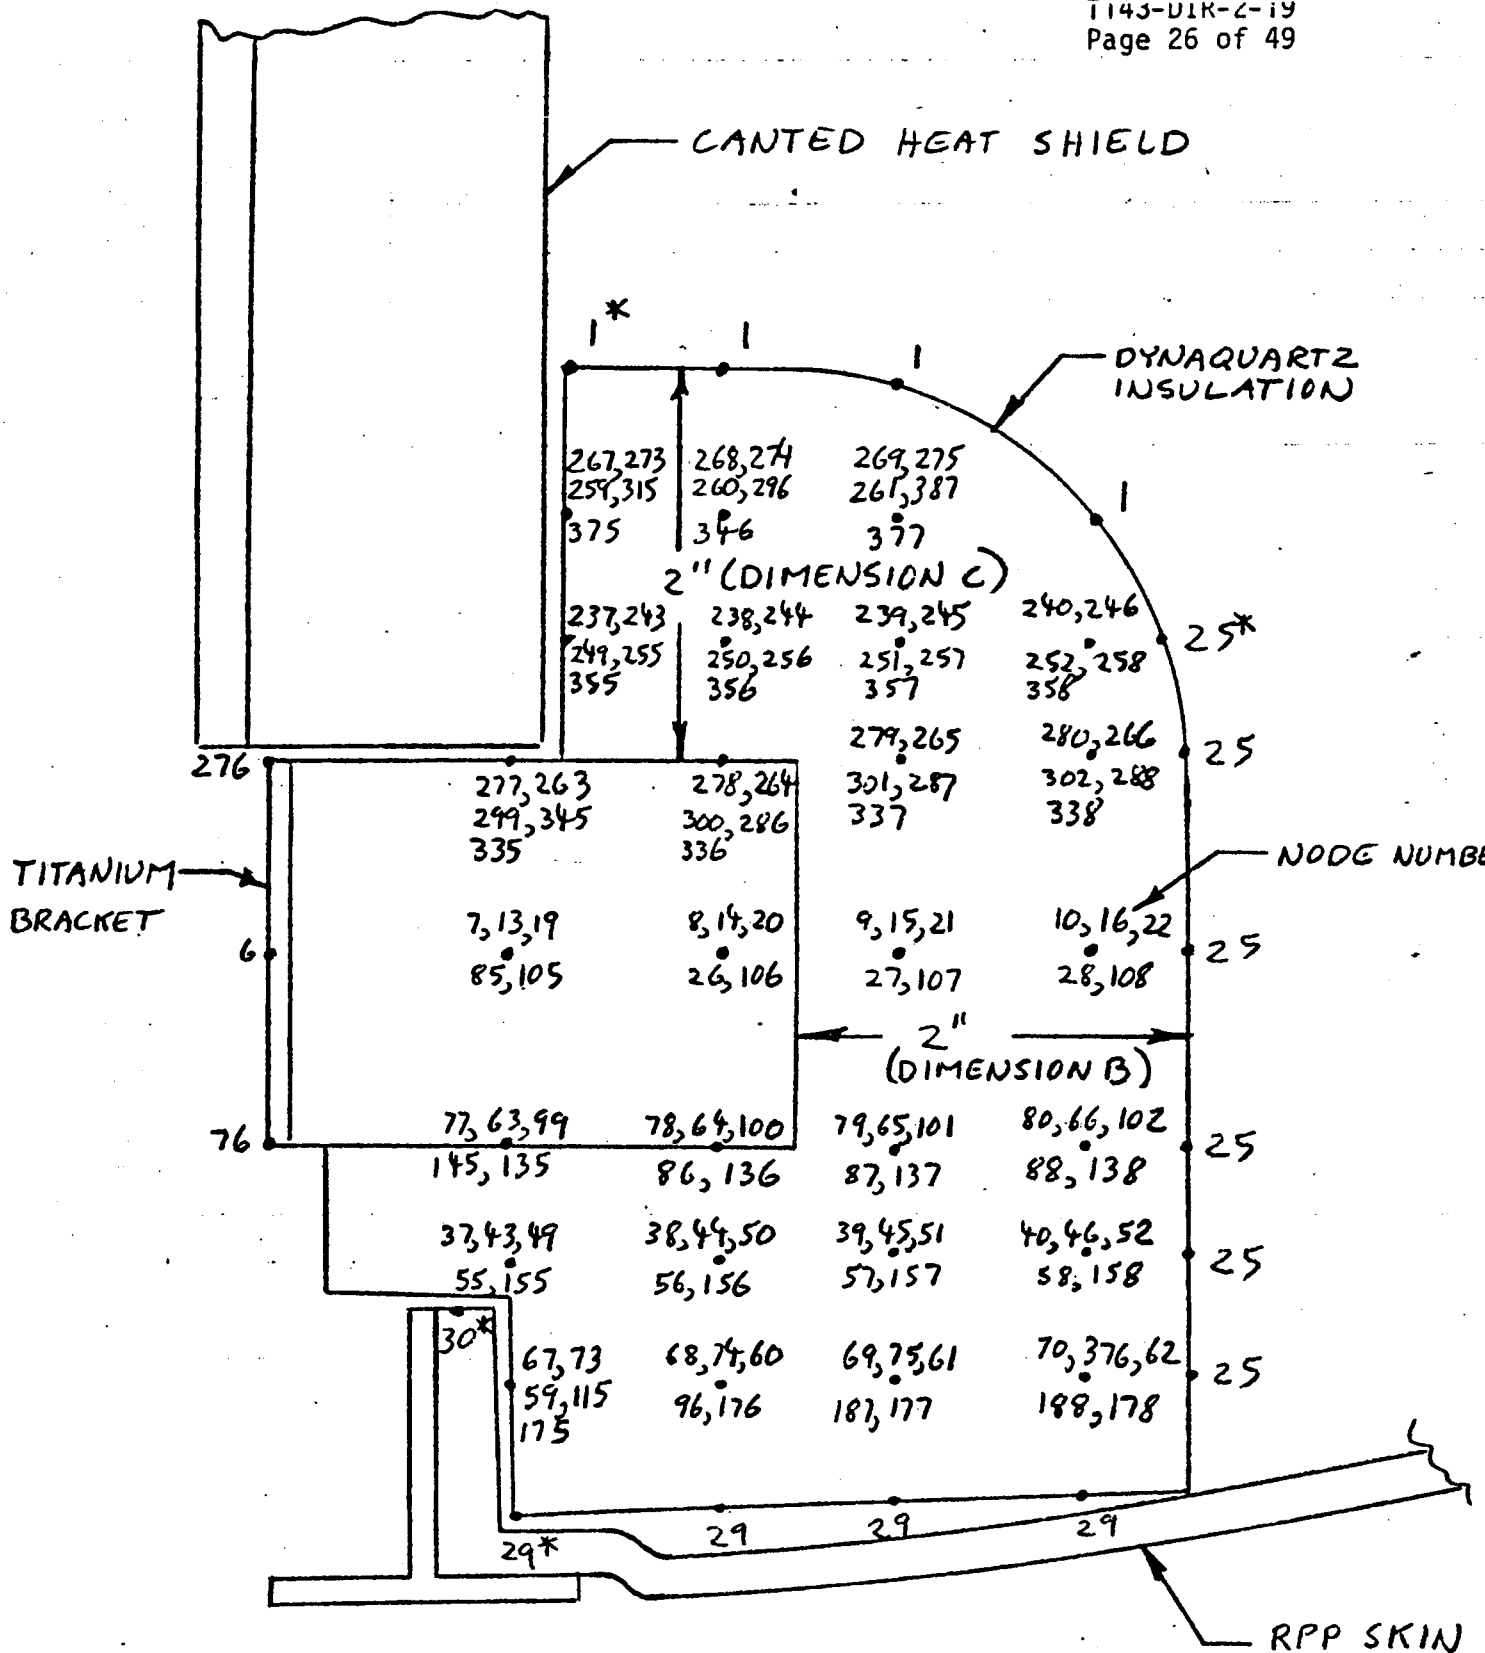 T143-DIR-2-19
Page 26 of 49
CANTED HEAT SHIELD
1* 1 1
DYNAQUARTZ
INSULATION
1
267,273 268,274 269,275
259,315 260,296 261,387
375 346 377
2" (DIMENSION C)
237,243 238,244 239,245 240,246
25*
249,255 250,256 251,257 252,258
355 356 357 358
279,265 280,266
25
276
277,263 278,264 301,287 302,288
299,345 300,286 337 338
335 336
TITANIUM
BRACKET
NODE NUMBE
7,13,19 8,14,20 9,15,21 10,16,22
6 25
85,105 26,106 27,107 28,108
2"
(DIMENSION B)
77,63,99 78,64,100 79,65,101 80,66,102
76 25
145,135 86,136 87,137 88,138
37,43,49 38,44,50 39,45,51 40,46,52
25
55,155 56,156 57,157 58,158
30*
67,73 68,74,60 69,75,61 70,376,62
25
59,115 96,176 187,177 188,178
175
29* 29 29 29
RPP SKIN